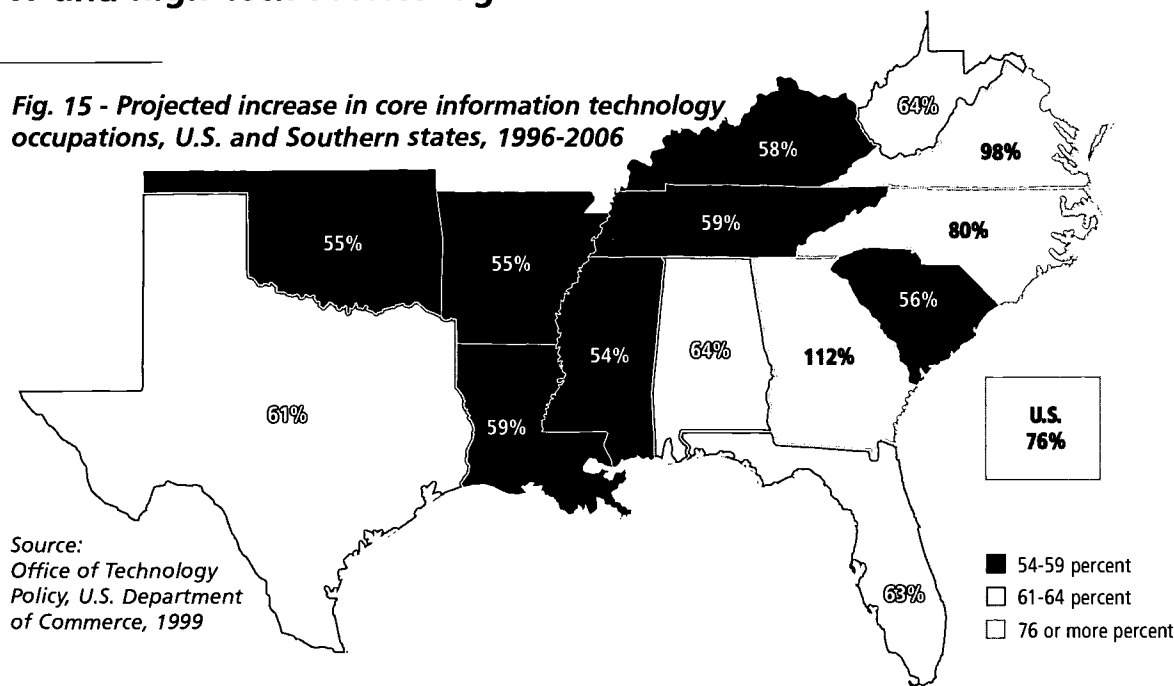 Fig. 15 - Projected increase in core information technology
occupations, U.S. and Southern states, 1996-2006
64%
58%
98%
59%
80%
55%
55%
56%
54%
64%
112%
61%
59%
U.S.
76%
63%
Source:
Office of Technology
Policy, U.S. Department
of Commerce, 1999
54-59 percent
61-64 percent
76 or more percent